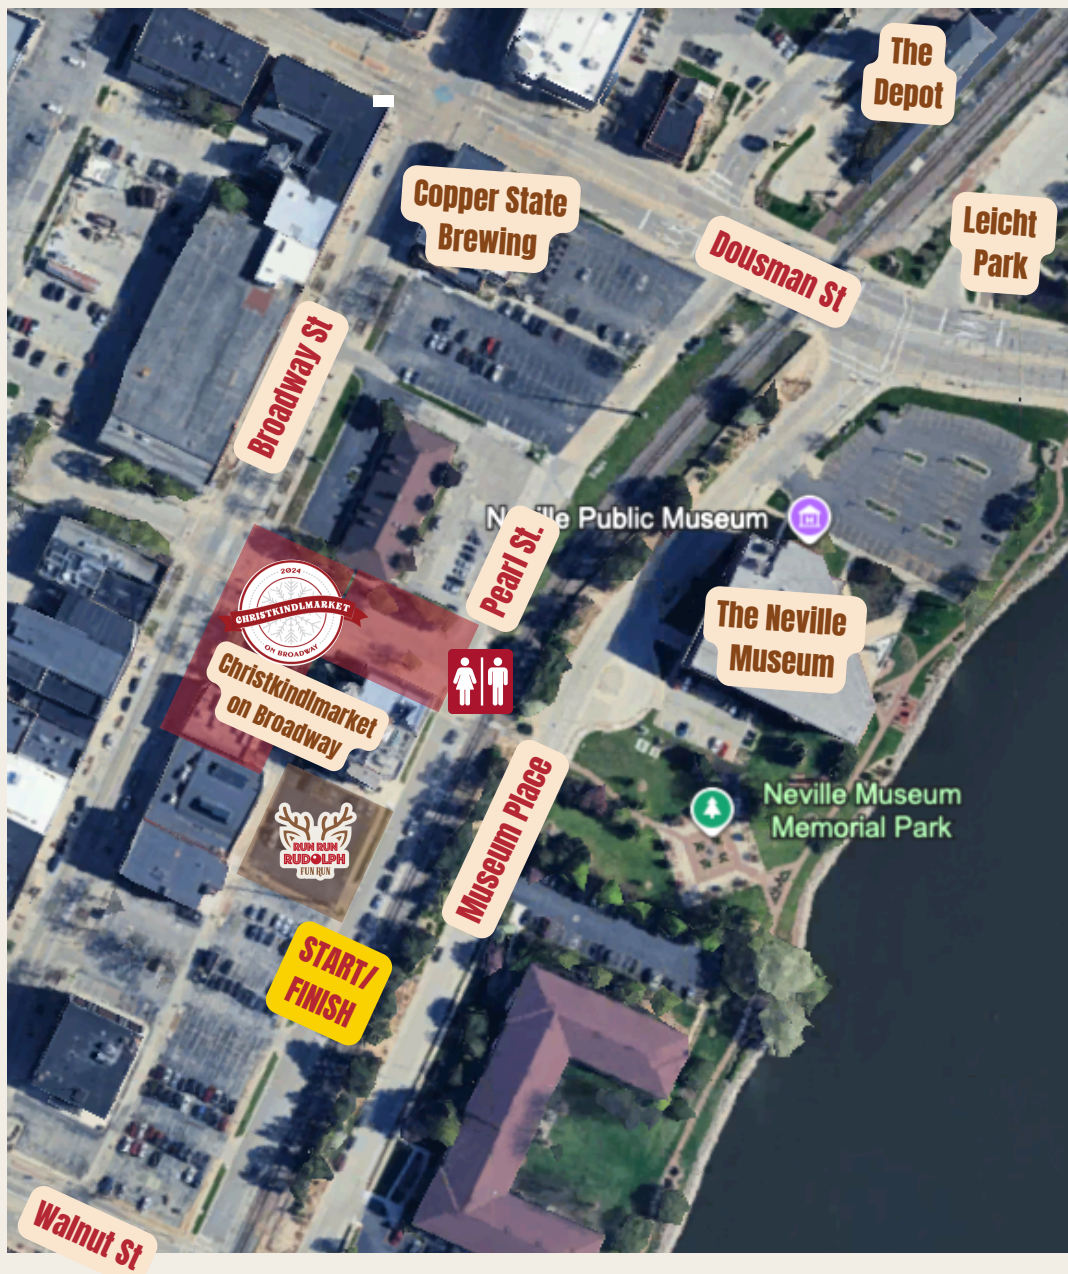 The
Depot
Copper State
Brewing
Leicht
Park
Dousman St
Broadway St
Neville Public Museum
Pearl St.
2024
CHRISTKINDLMARKET
ON BROADWAY
The Neville
Museum
Christkindlmarket
on Broadway
Museum Place
Neville Museum
Memorial Park
RUN RUN
RUDOLPH
FUN RUN
START/
FINISH
Walnut St